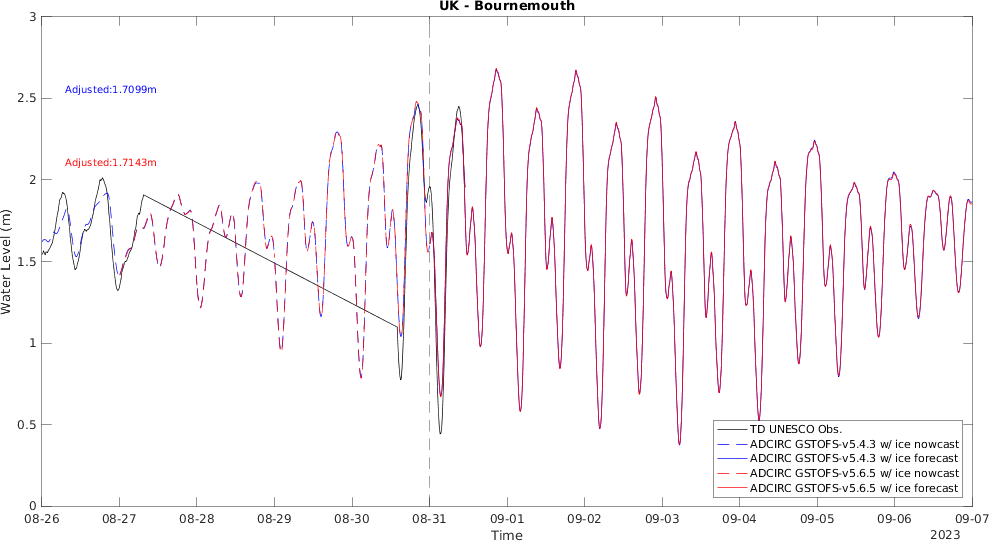 UK - Bournemouth
3
2.5
2
1.5
1
0.5
0
Water Level (m)
Adjusted:1.7099m
Adjusted:1.7143m
TD UNESCO Obs.
ADCIRC GSTOFS-v5.4.3 w/ ice nowcast
ADCIRC GSTOFS-v5.4.3 w/ ice forecast
ADCIRC GSTOFS-v5.6.5 w/ ice nowcast
ADCIRC GSTOFS-v5.6.5 w/ ice forecast
08-26 08-27 08-28 08-29 08-30 08-31 09-01 09-02 09-03 09-04 09-05 09-06 09-07
Time
2023